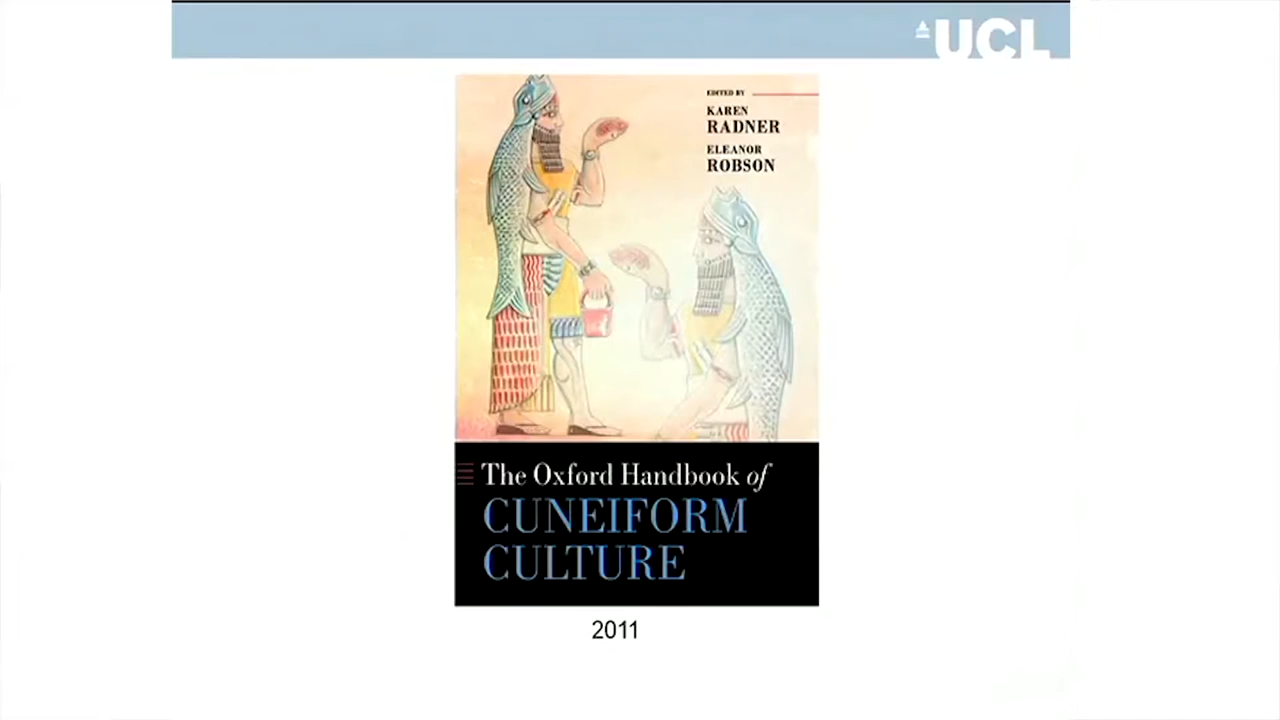 UCL
EDITED BY
KAREN
RADNER
ELEANOR
ROBSON
The Oxford Handbook of
CUNEIFORM
CULTURE
2011